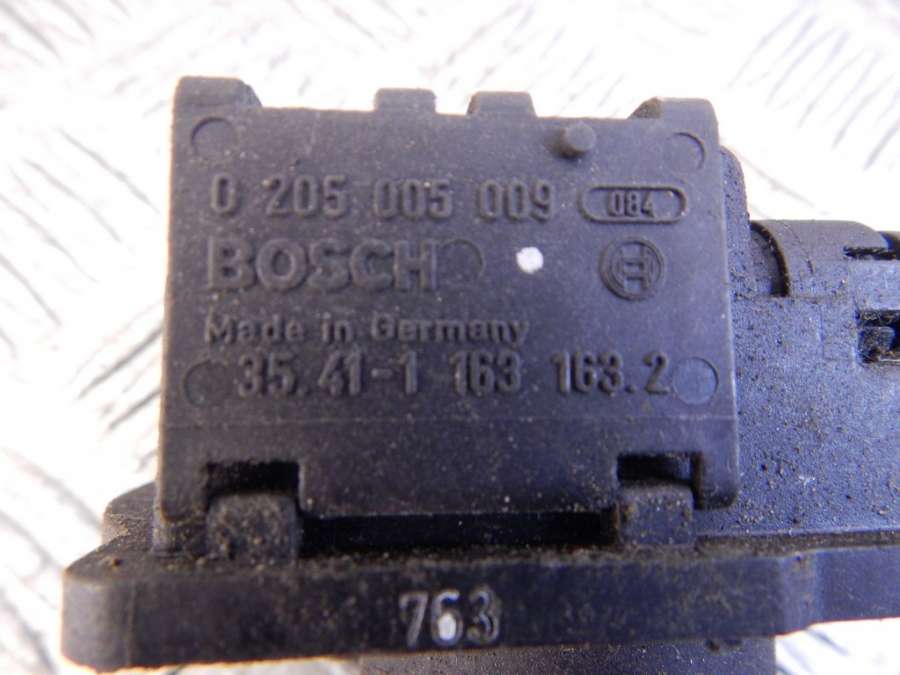 0 205 005 009 084
BOSCH
Made in Germany
35.41-1 163 163.2
763